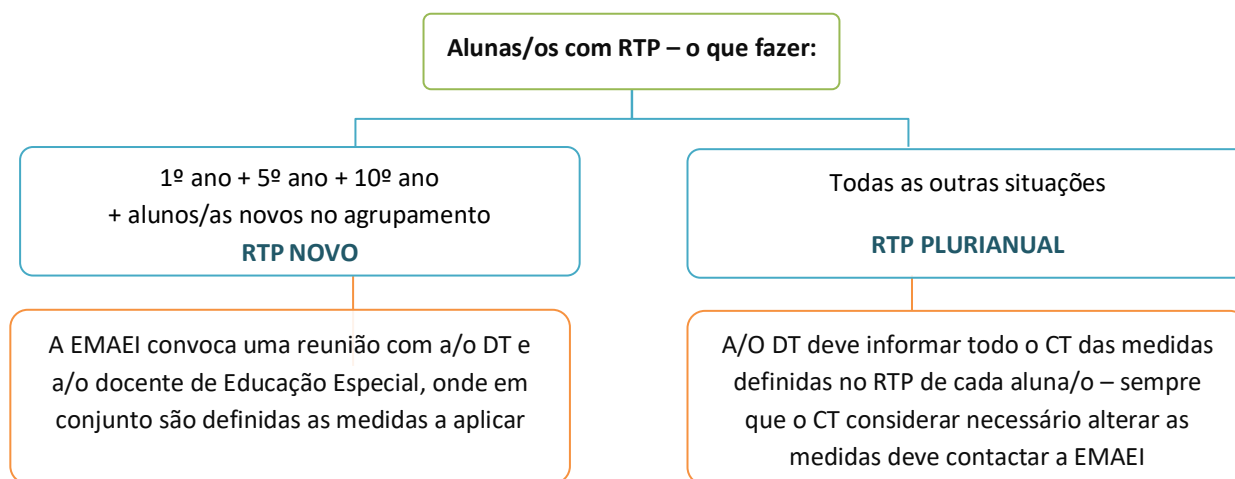 Alunas/os com RTP – o que fazer:
1º ano + 5º ano + 10º ano
+ alunos/as novos no agrupamento
RTP NOVO
Todas as outras situações
RTP PLURIANUAL
A EMAEI convoca uma reunião com a/o DT e
a/o docente de Educação Especial, onde em
conjunto são definidas as medidas a aplicar
A/O DT deve informar todo o CT das medidas
definidas no RTP de cada aluna/o – sempre
que o CT considerar necessário alterar as
medidas deve contactar a EMAEI